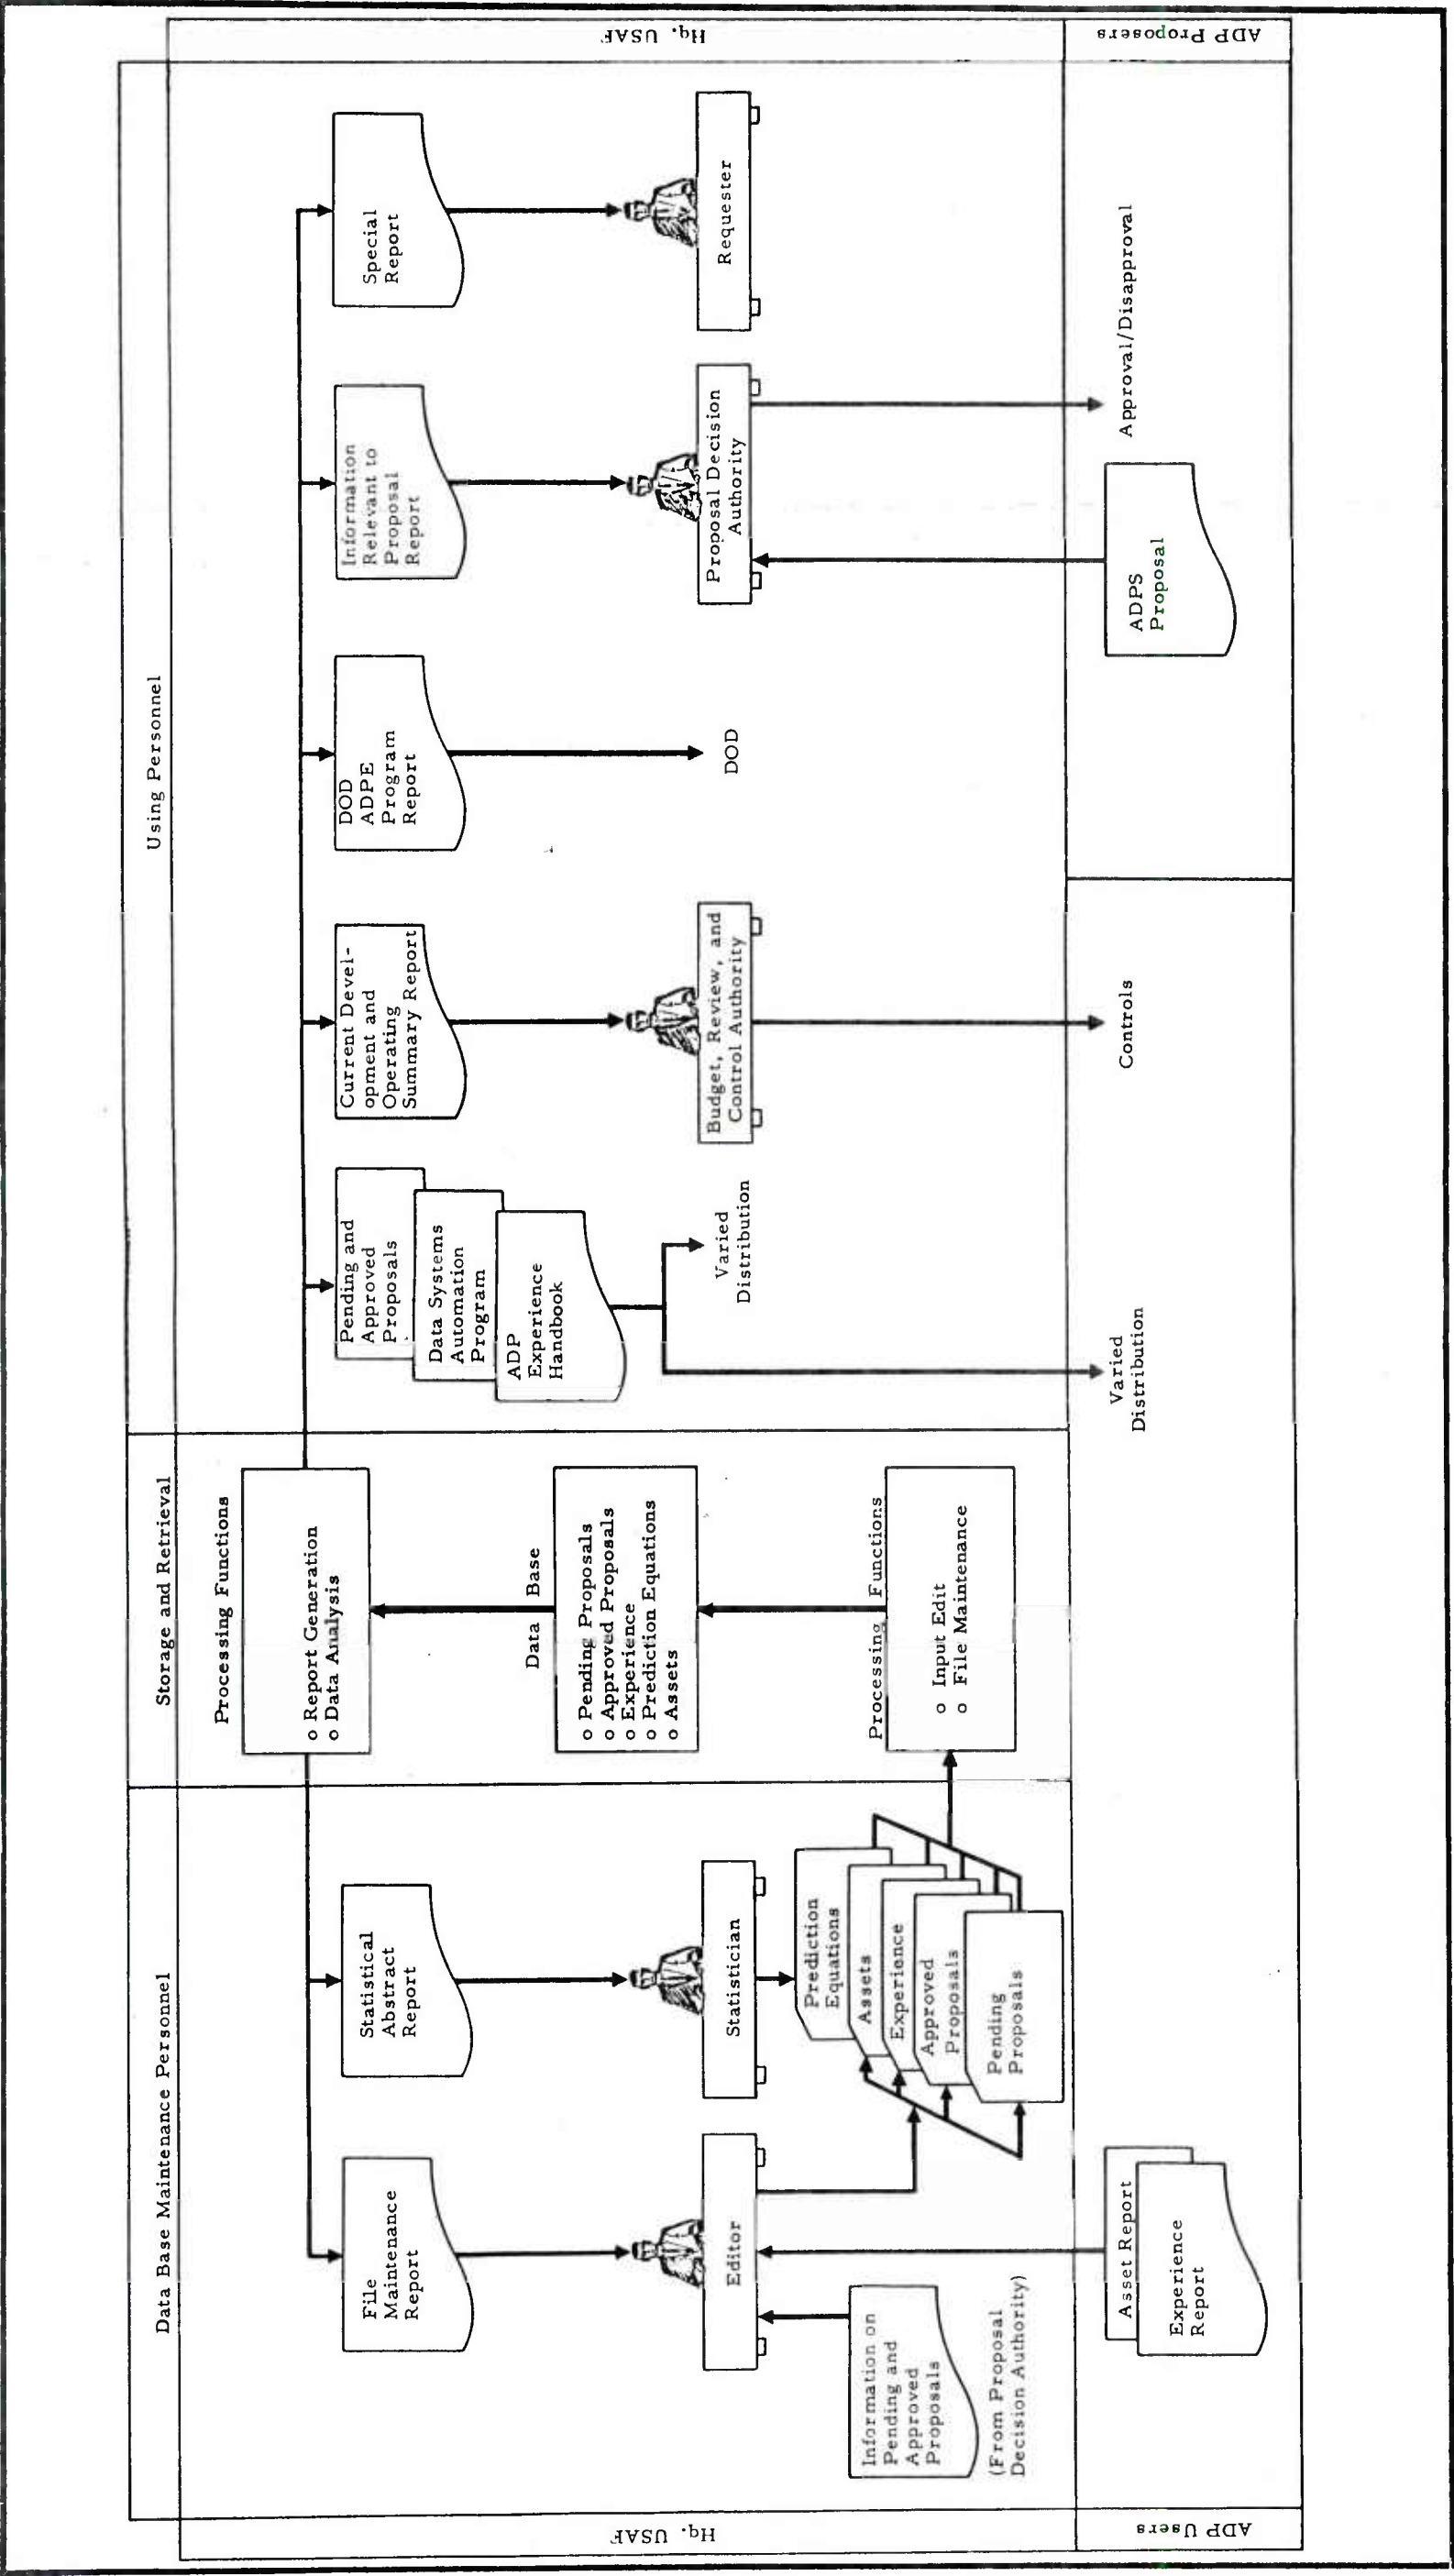 Data Base Maintenance Personnel
Storage and Retrieval
Using Personnel
Hq. USAF
File
Maintenance
Report
Statistical
Abstract
Report
Editor
Statistician
Information on
Pending and
Approved
Proposals
(From Proposal
Decision Authority)
Prediction
Equations
Assets
Experience
Approved
Proposals
Pending
Proposals
ADP Users
Asset Report
Experience
Report
Processing Functions
o Report Generation
o Data Analysis
Data Base
o Pending Proposals
o Approved Proposals
o Experience
o Prediction Equations
o Assets
Processing Functions
o Input Edit
o File Maintenance
Pending and
Approved
Proposals
Data Systems
Automation
Program
ADP
Experience
Handbook
Varied
Distribution
Varied
Distribution
Current Devel-
opment and
Operating
Summary Report
Budget, Review, and
Control Authority
Controls
DOD
ADPE
Program
Report
DOD
Information
Relevant to
Proposal
Report
Proposal Decision
Authority
ADPS
Proposal
Approval/Disapproval
Special
Report
Requester
Hq. USAF
ADP Proposers